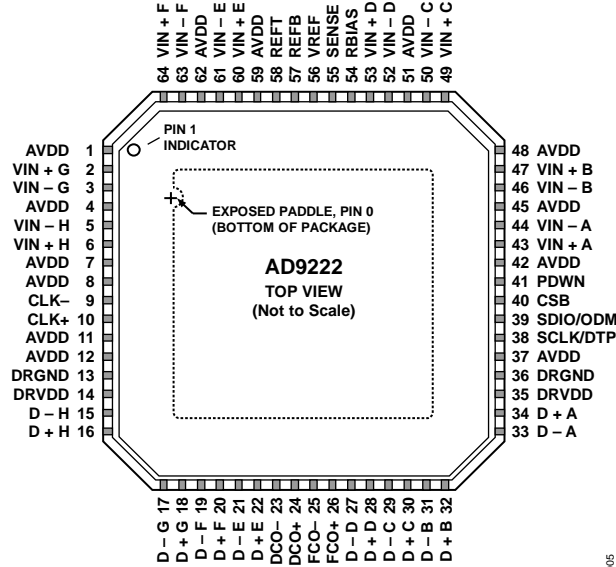 64 VIN + F
63 VIN – F
62 AVDD
61 VIN – E
60 VIN + E
59 AVDD
58 REFT
57 REFB
56 VREF
55 SENSE
54 RBIAS
53 VIN + D
52 VIN – D
51 AVDD
50 VIN – C
49 VIN + C
AVDD 1
VIN + G 2
VIN – G 3
AVDD 4
VIN – H 5
VIN + H 6
AVDD 7
AVDD 8
CLK– 9
CLK+ 10
AVDD 11
AVDD 12
DRGND 13
DRVDD 14
D – H 15
D + H 16
PIN 1
INDICATOR
EXPOSED PADDLE, PIN 0
(BOTTOM OF PACKAGE)
AD9222
TOP VIEW
(Not to Scale)
48 AVDD
47 VIN + B
46 VIN – B
45 AVDD
44 VIN – A
43 VIN + A
42 AVDD
41 PDWN
40 CSB
39 SDIO/ODM
38 SCLK/DTP
37 AVDD
36 DRGND
35 DRVDD
34 D + A
33 D – A
D – G 17
D + G 18
D – F 19
D + F 20
D – E 21
D + E 22
DCO– 23
DCO+ 24
FCO– 25
FCO+ 26
D – D 27
D + D 28
D – C 29
D + C 30
D – B 31
D + B 32
05